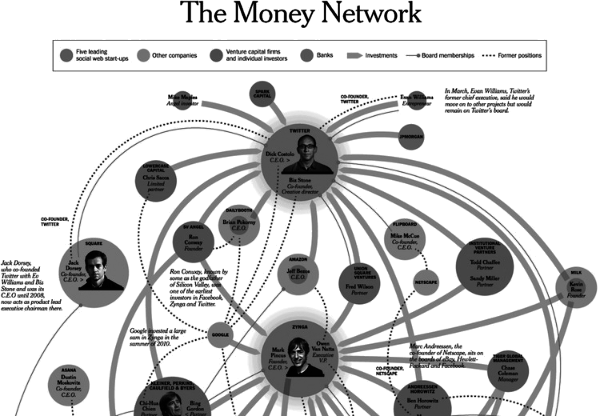 The Money Network
Five leading
social web start-ups
Other companies
Venture capital firms
and individual investors
Banks
Investments
Board memberships
Former positions
Mike Maples
Angel investor
SPARK
CAPITAL
CO-FOUNDER,
TWITTER
Evan Williams
Entrepreneur
In March, Evan Williams, Twitter's
former chief executive, said he would
move on to other projects but would
remain on Twitter's board.
TWITTER
Dick Costolo
C.E.O. >
Biz Stone
Co-founder,
Creative director
JPMORGAN
LOWERCASE
CAPITAL
Chris Sacca
Limited
partner
CO-FOUNDER,
TWITTER
SQUARE
Jack
Dorsey
Co-founder,
C.E.O. >
Jack Dorsey,
who co-founded
Twitter with Ev
Williams and Biz
Stone and was its
C.E.O until 2008,
now acts as product lead
executive chairman there.
SV ANGEL
Ron
Conway
Founder
DAILYBOOTH
Brian Pokorny
C.E.O.
Ron Conway, known by
some as the godfather
of Silicon Valley, was
one of the earliest
investors in Facebook,
Zynga and Twitter.
AMAZON
Jeff Bezos
C.E.O.
UNION
SQUARE
VENTURES
Fred Wilson
Partner
FLIPBOARD
Mike McCue
Co-founder,
C.E.O.
NETSCAPE
INSTITUTIONAL
VENTURE
PARTNERS
Todd Chaffee
Partner
Sandy Miller
Partner
MILK
Kevin
Rose
Founder
Google invested a large
sum in Zynga in the
summer of 2010.
GOOGLE
ZYNGA
Mark
Pincus
Founder,
C.E.O. >
Owen
Van Natta
Executive
V.P.
Marc Andreessen, the
co-founder of Netscape, sits on
the boards of eBay, Hewlett-
Packard and Facebook.
CO-FOUNDER,
NETSCAPE
TIGER GLOBAL
MANAGEMENT
Chase
Coleman
Manager
ASANA
Dustin
Moskovitz
Co-founder,
C.E.O.
KLEINER, PERKINS,
CAUFIELD & BYERS
Bing
Gordon
ANDREESSEN
HOROWITZ
Ben Horowitz
Partner